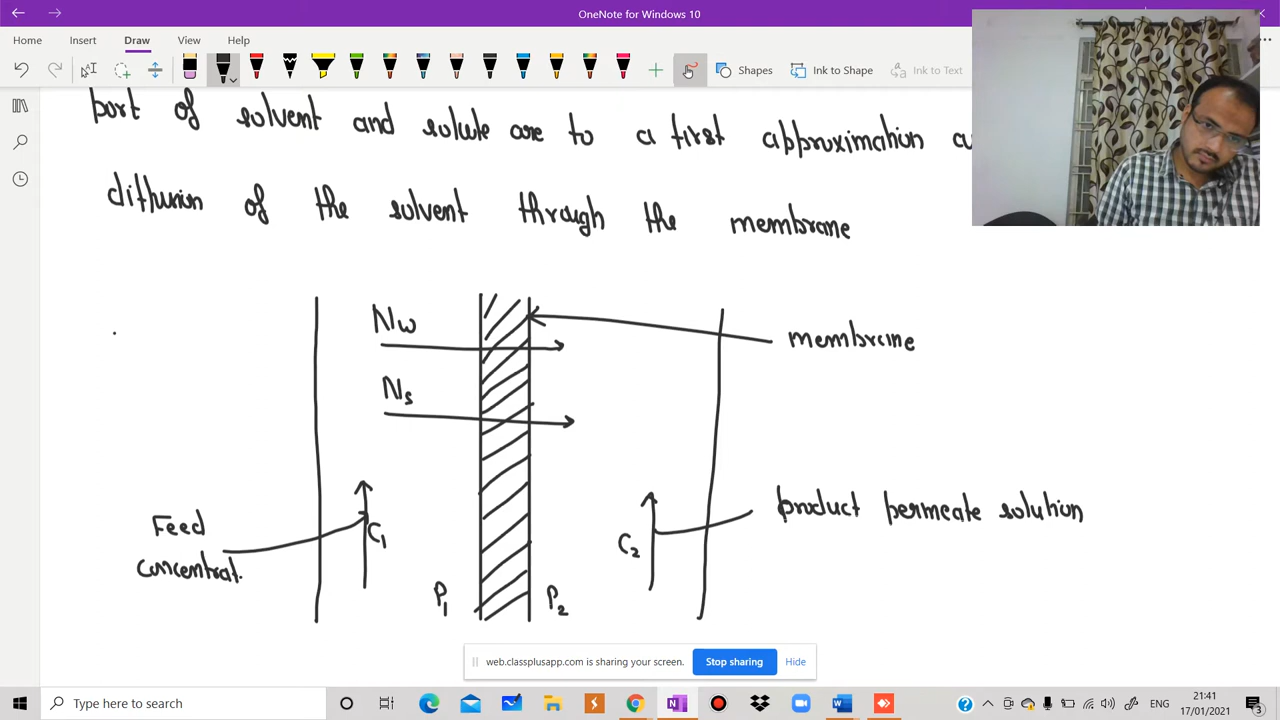 OneNote for Windows 10
Home Insert Draw View Help
Shapes Ink to Shape Ink to Text
port of solvent and solute are to a first approximation
diffusion of the solvent through the membrane
Nw
membrane
Ns
Feed
concentrat.
C1
C2
product permeate solution
P1 P2
web.classplusapp.com is sharing your screen. Stop sharing Hide
Type here to search
ENG
21:41
17/01/2021
3